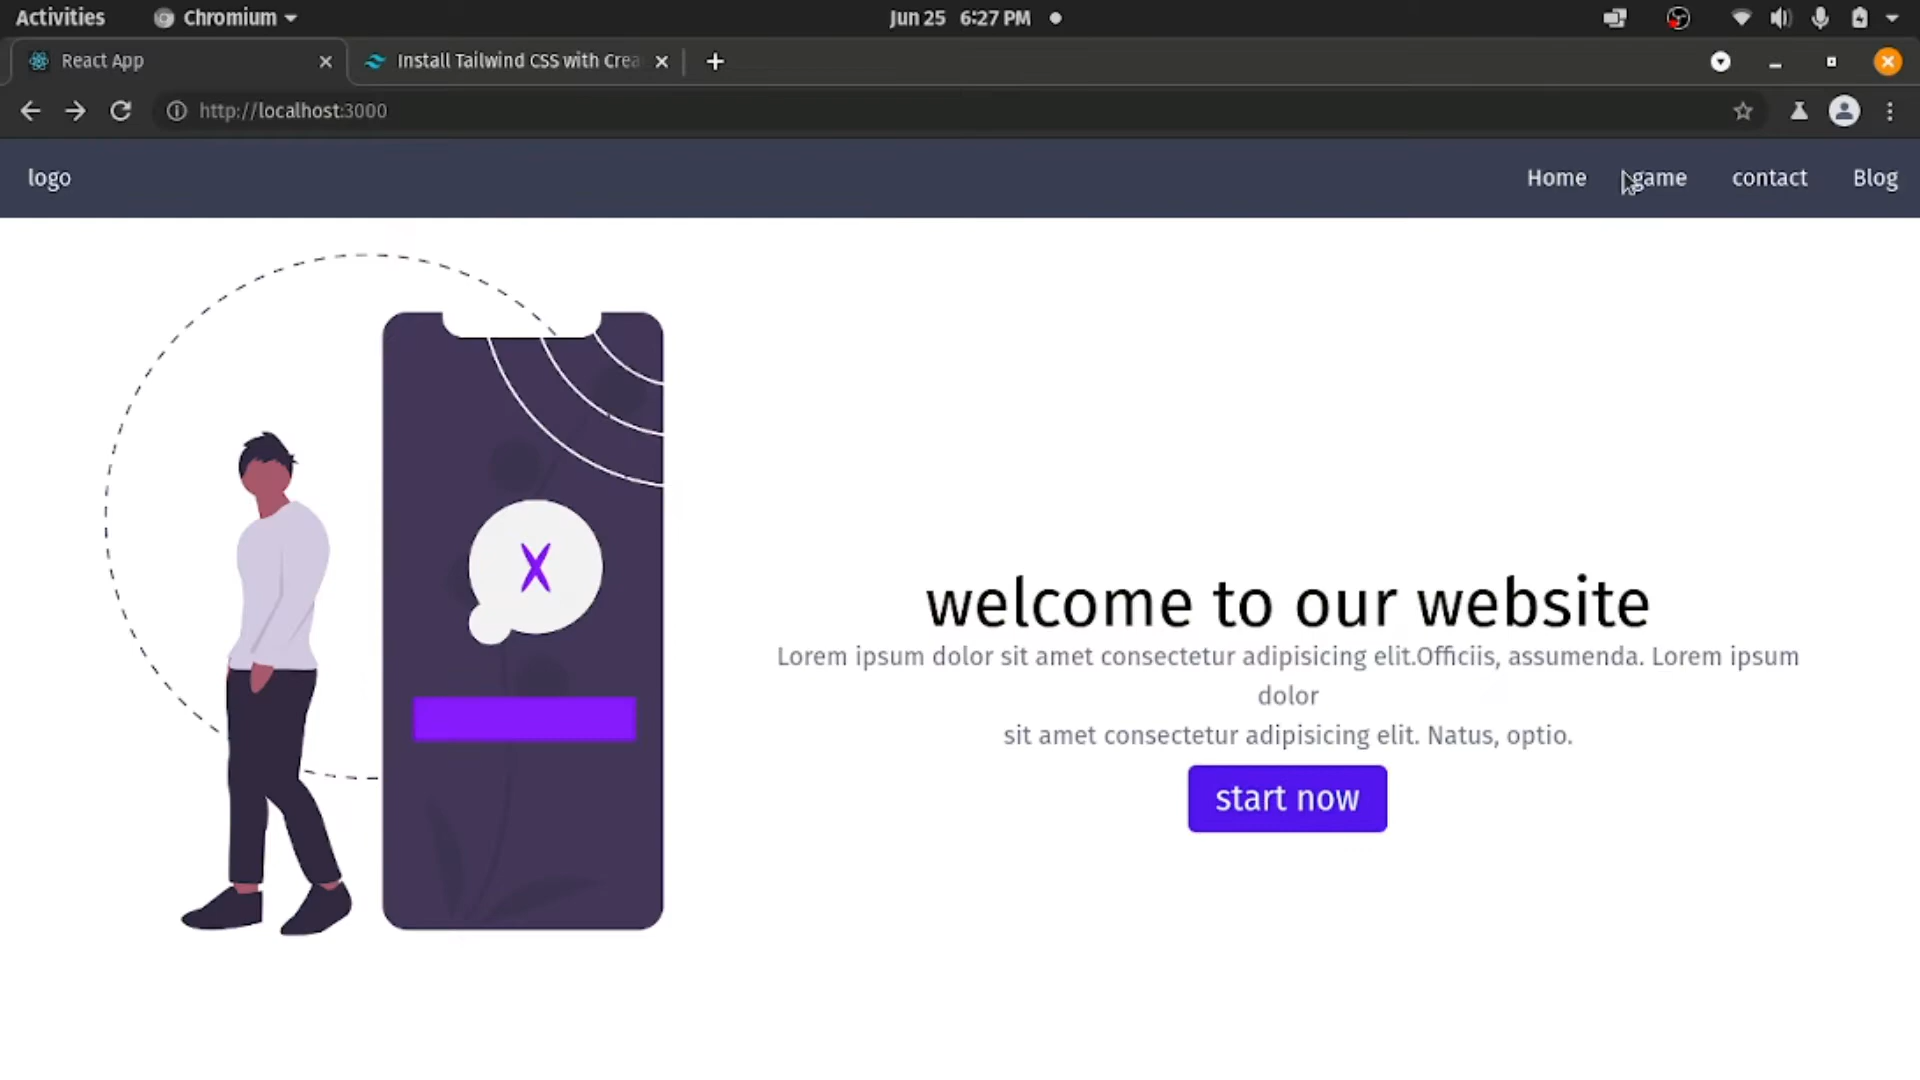 Activities
Chromium
Jun 25 6:27 PM
React App
Install Tailwind CSS with Crea
http://localhost:3000
logo
Home
game
contact
Blog
X
welcome to our website
Lorem ipsum dolor sit amet consectetur adipisicing elit.Officiis, assumenda. Lorem ipsum
dolor
sit amet consectetur adipisicing elit. Natus, optio.
start now